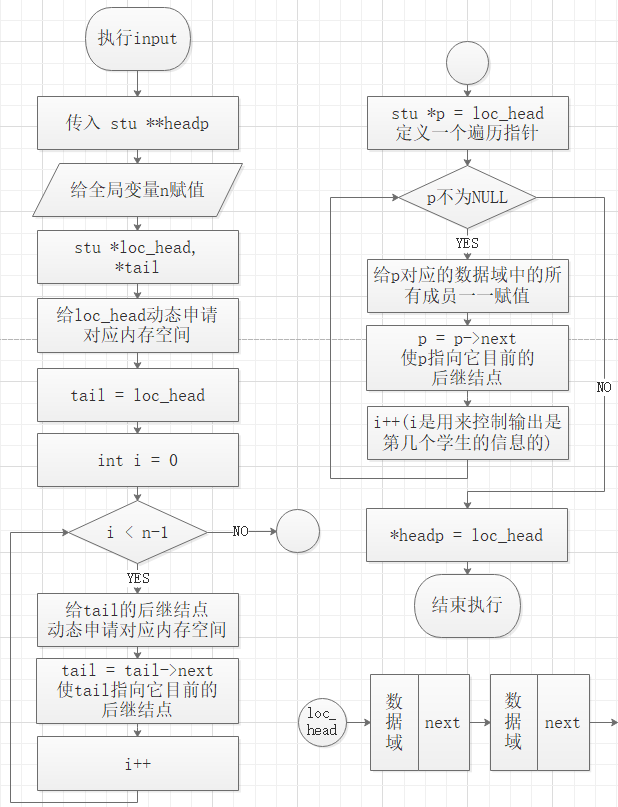 执行input
传入 stu **headp
给全局变量n赋值
stu *loc_head,
*tail
给loc_head动态申请
对应内存空间
tail = loc_head
int i = 0
i < n-1
NO
YES
给tail的后继结点
动态申请对应内存空间
tail = tail->next
使tail指向它目前的
后继结点
i++
stu *p = loc_head
定义一个遍历指针
p不为NULL
YES
给p对应的数据域中的所
有成员一一赋值
p = p->next
使p指向它目前的
后继结点
NO
i++(i是用来控制输出是
第几个学生的信息的)
*headp = loc_head
结束执行
loc_
head
数据域
next
数据域
next